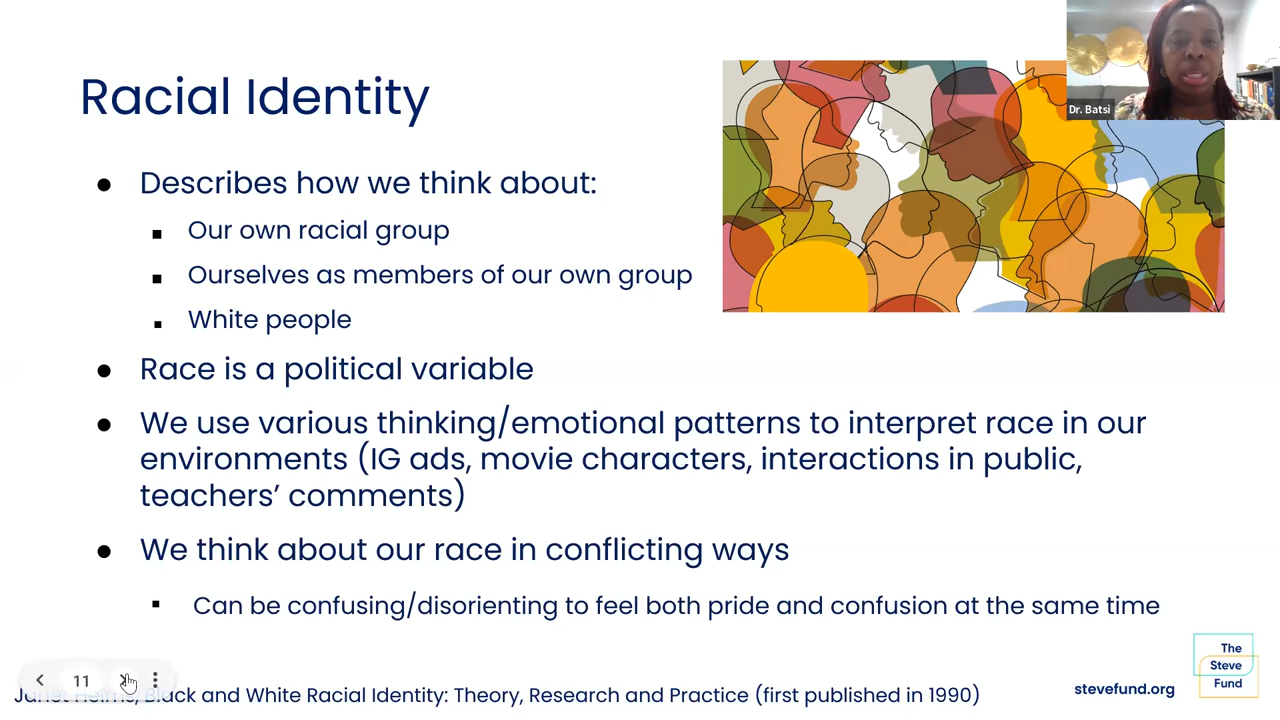 Dr. Batsi
Racial Identity
● Describes how we think about:
▪ Our own racial group
▪ Ourselves as members of our own group
▪ White people
● Race is a political variable
● We use various thinking/emotional patterns to interpret race in our
environments (IG ads, movie characters, interactions in public,
teachers’ comments)
● We think about our race in conflicting ways
▪ Can be confusing/disorienting to feel both pride and confusion at the same time
11
Janet Helms, Black and White Racial Identity: Theory, Research and Practice (first published in 1990)
stevefund.org
The
Steve
Fund